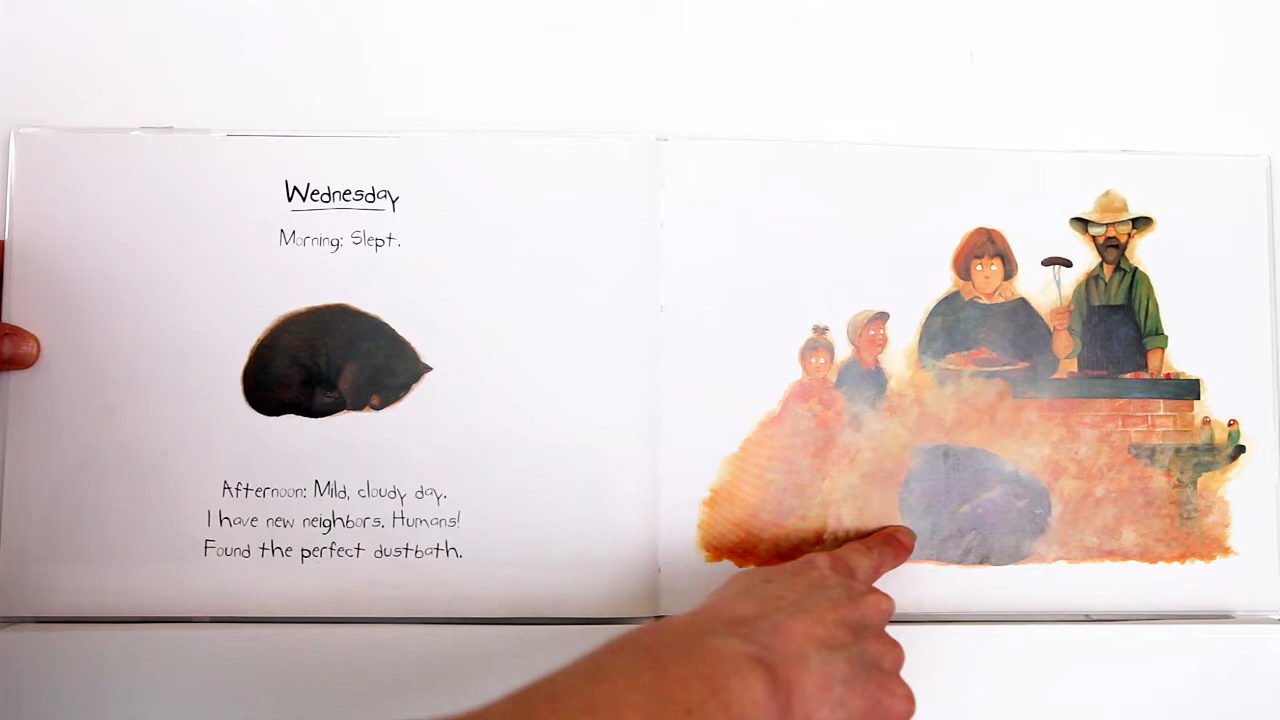 Wednesday
Morning: Slept.
Afternoon: Mild, cloudy day.
I have new neighbors. Humans!
Found the perfect dustbath.